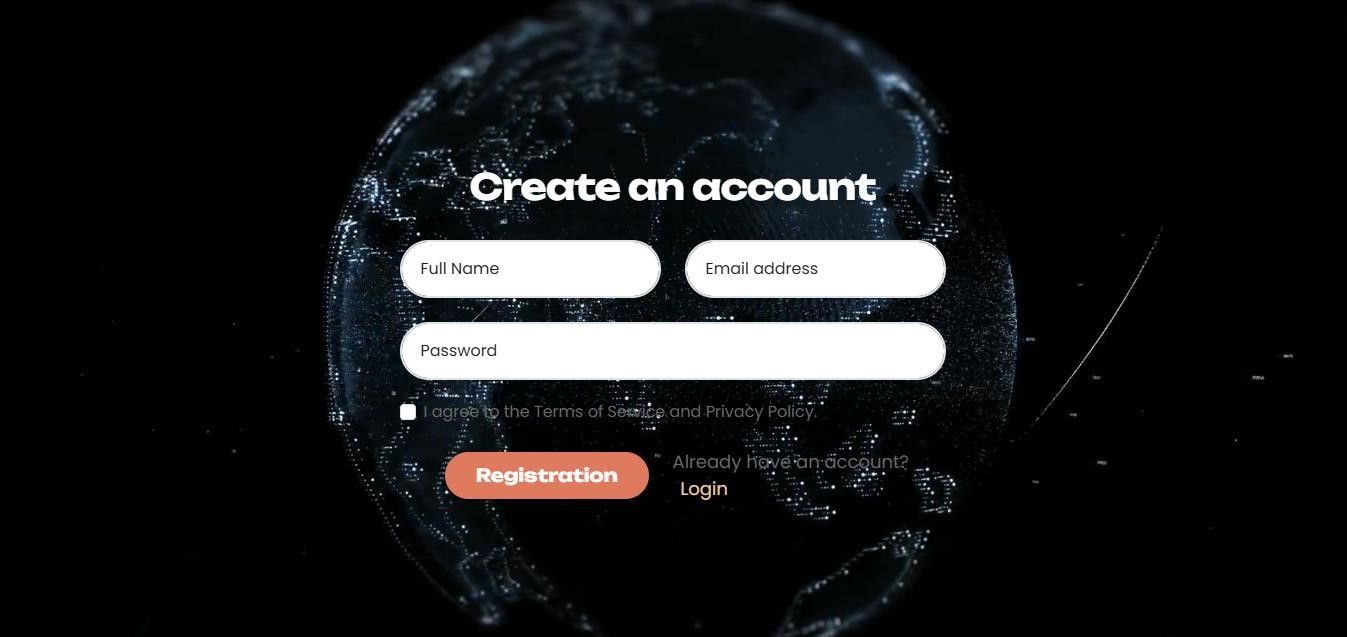 Create an account
Full Name
Email address
Password
I agree to the Terms of Service and Privacy Policy.
Registration
Already have an account?
Login